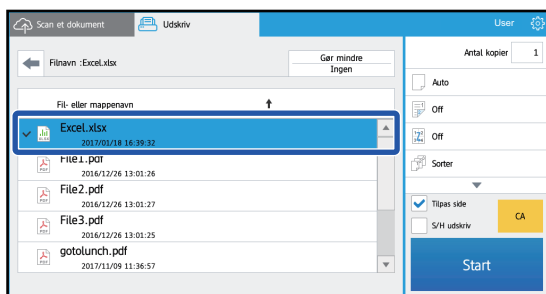 Scan et dokument
Udskriv
User
Filnavn :Excel.xlsx
Gør mindre
Ingen
Antal kopier 1
Auto
Off
Off
Sorter
Fil- eller mappenavn
Excel.xlsx
2017/01/18 16:39:32
File1.pdf
2016/12/26 13:01:26
File2.pdf
2016/12/26 13:01:27
File3.pdf
2016/12/26 13:01:25
gotolunch.pdf
2017/11/09 11:36:57
Tilpas side
S/H udskriv
CA
Start